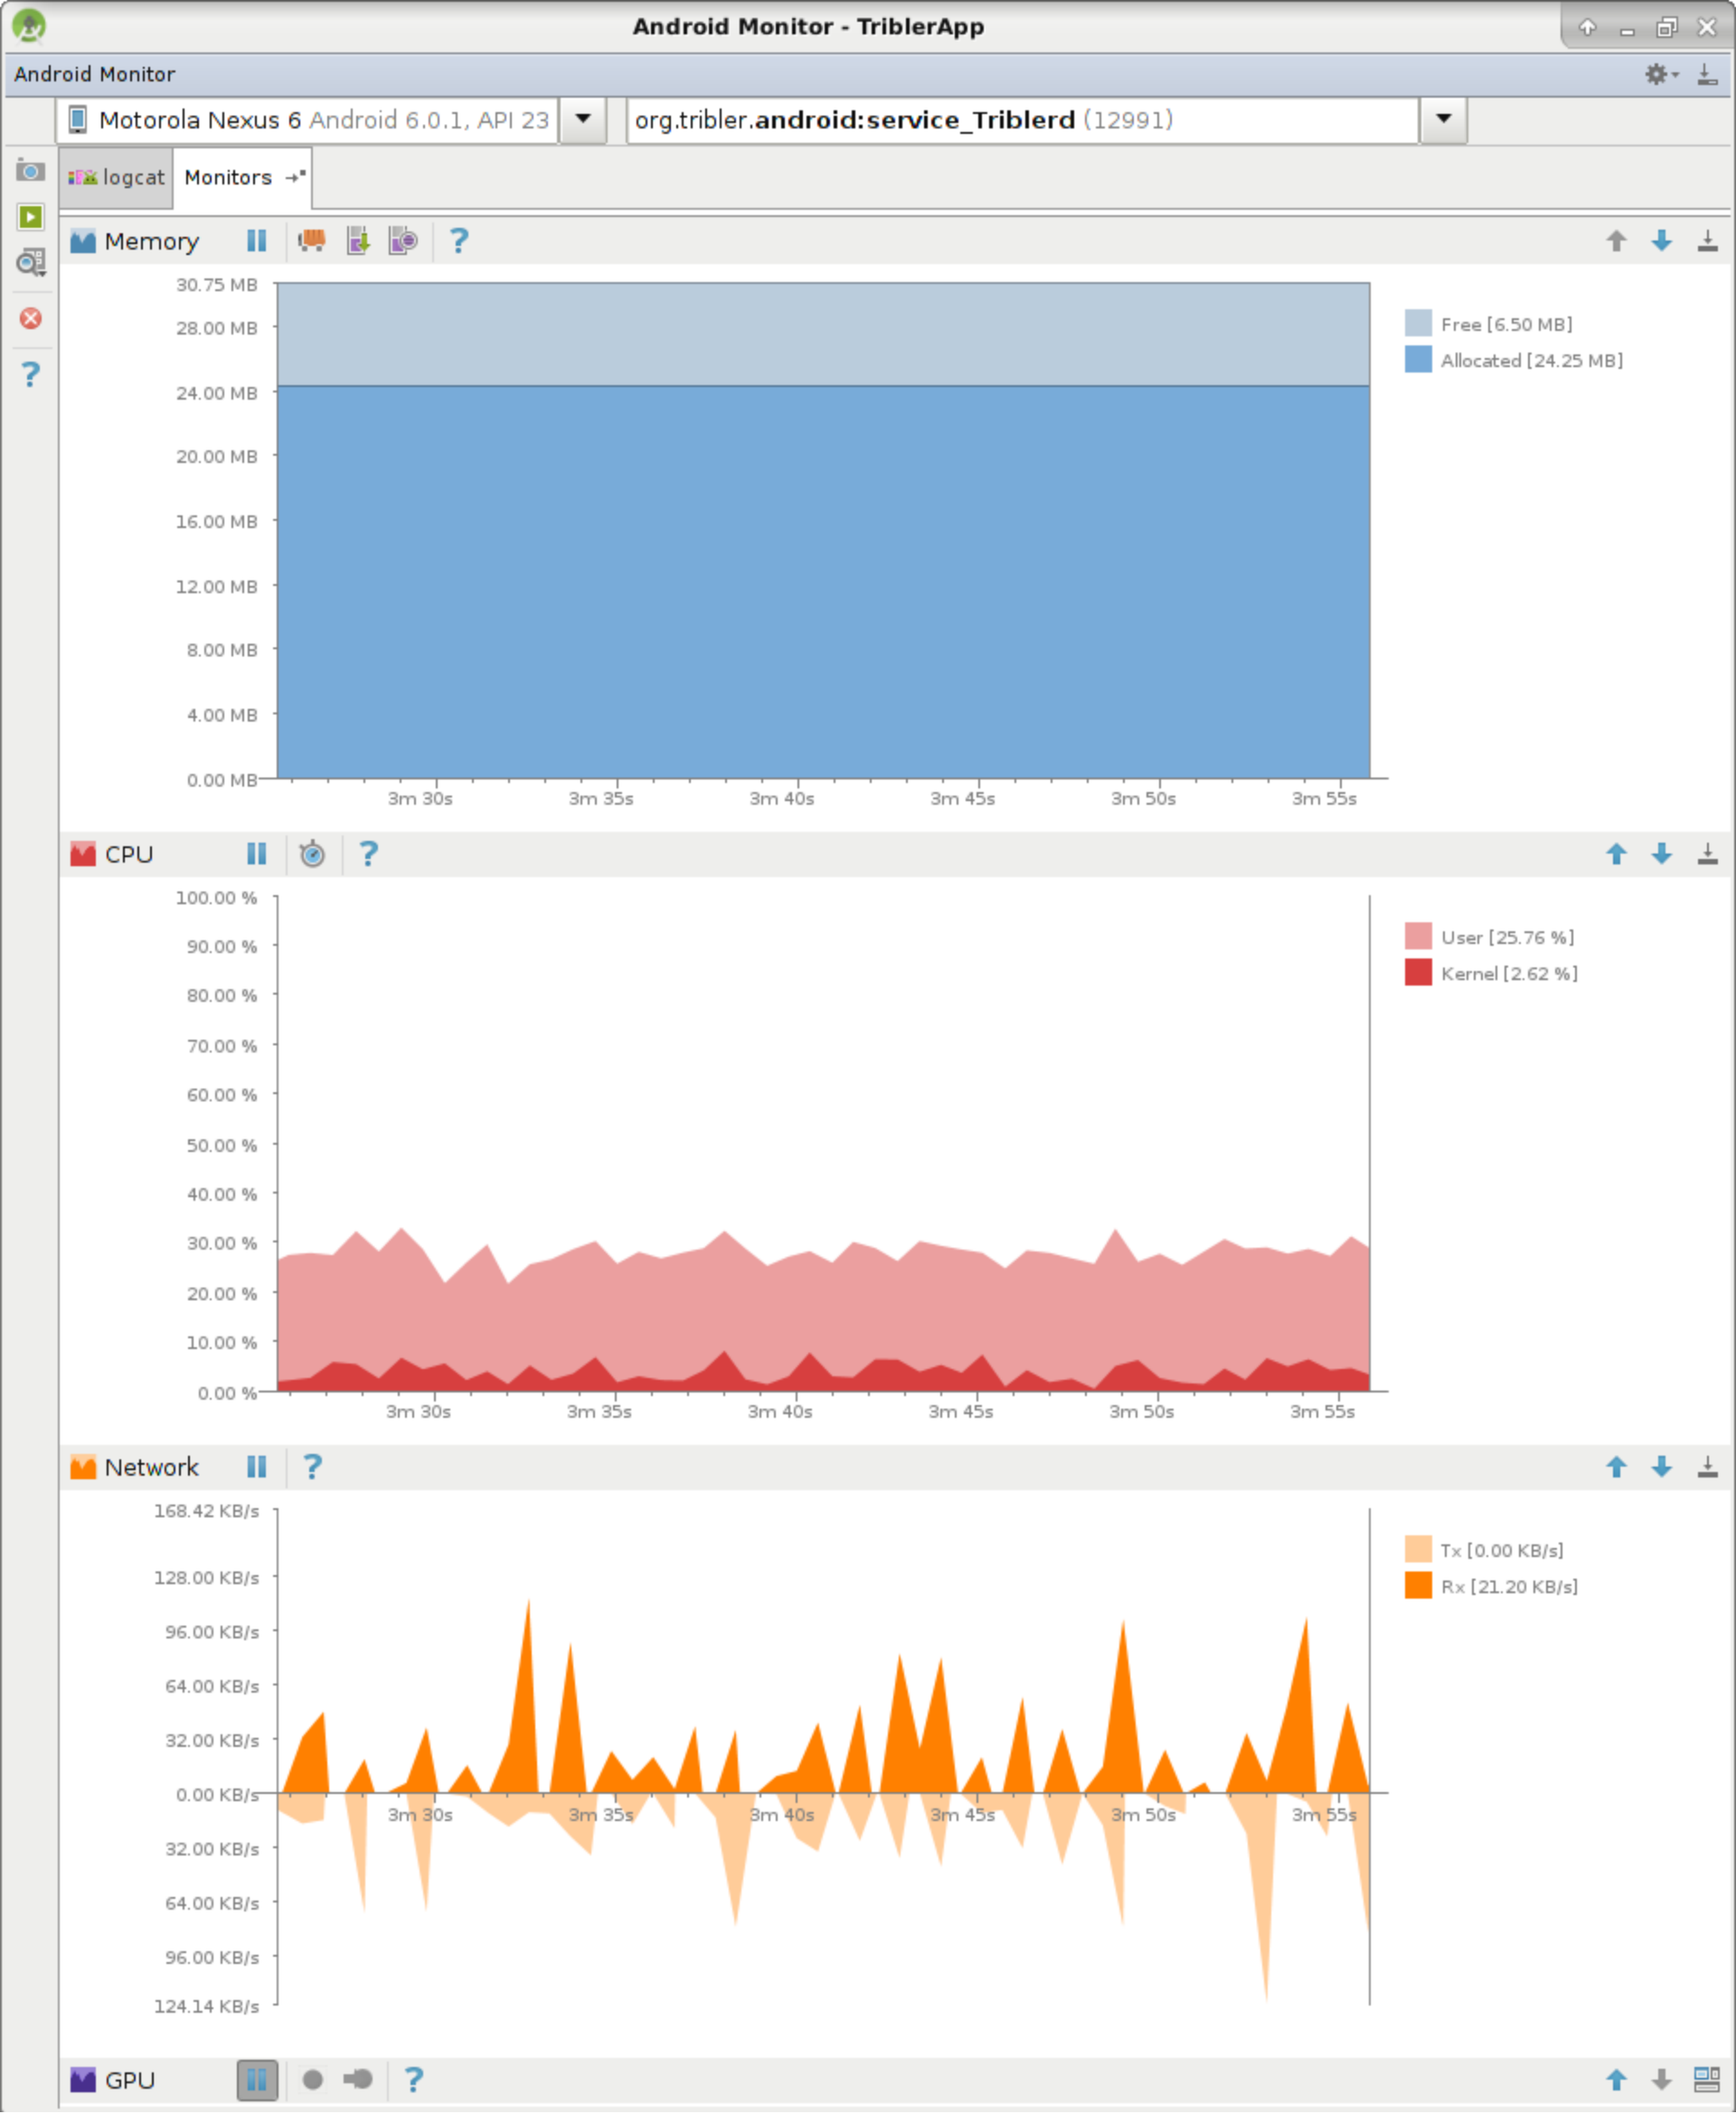 Android Monitor - TriblerApp
Android Monitor
Motorola Nexus 6 Android 6.0.1, API 23
org.tribler.android:service_Triblerd (12991)
logcat
Monitors
Memory
?
30.75 MB
28.00 MB
24.00 MB
20.00 MB
16.00 MB
12.00 MB
8.00 MB
4.00 MB
0.00 MB
3m 30s 3m 35s 3m 40s 3m 45s 3m 50s 3m 55s
Free [6.50 MB]
Allocated [24.25 MB]
?
CPU
?
100.00 %
90.00 %
80.00 %
70.00 %
60.00 %
50.00 %
40.00 %
30.00 %
20.00 %
10.00 %
0.00 %
3m 30s 3m 35s 3m 40s 3m 45s 3m 50s 3m 55s
User [25.76 %]
Kernel [2.62 %]
Network
?
168.42 KB/s
128.00 KB/s
96.00 KB/s
64.00 KB/s
32.00 KB/s
0.00 KB/s
3m 30s 3m 35s 3m 40s 3m 45s 3m 50s 3m 55s
32.00 KB/s
64.00 KB/s
96.00 KB/s
124.14 KB/s
Tx [0.00 KB/s]
Rx [21.20 KB/s]
GPU
?